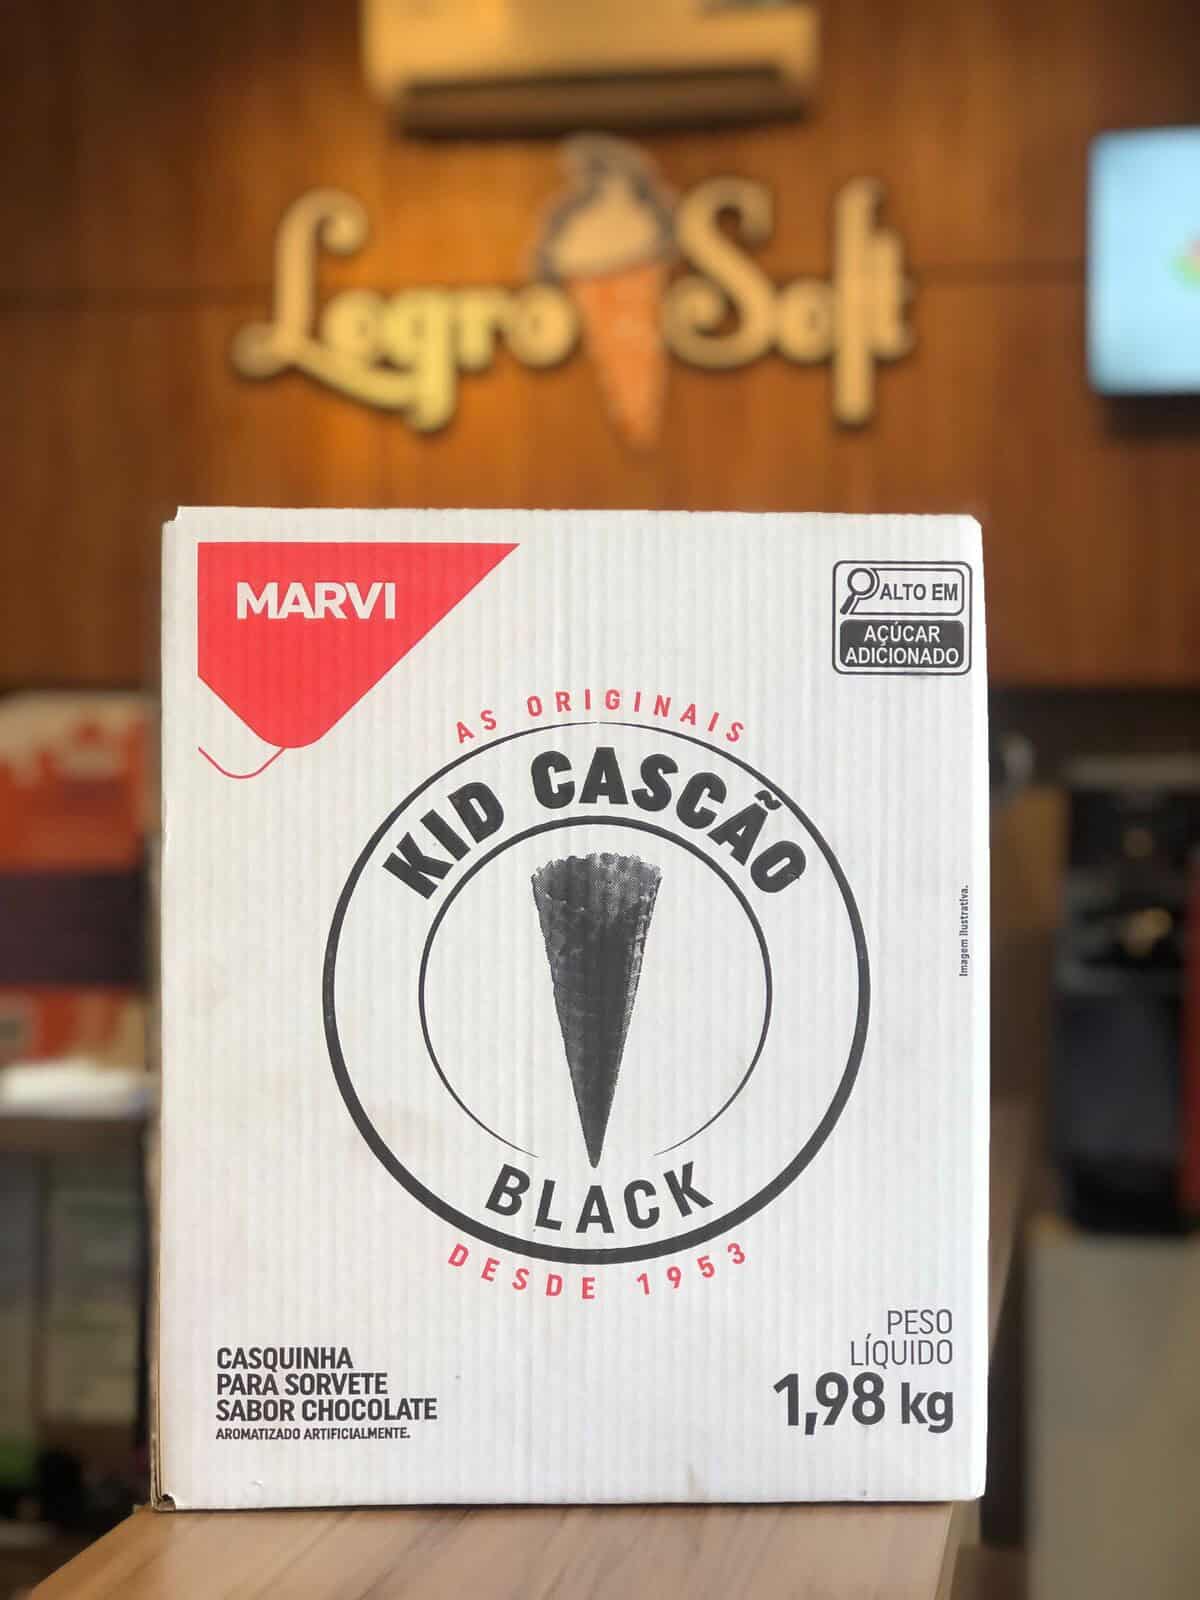 Logro Soft
MARVI
ALTO EM
AÇÚCAR
ADICIONADO
AS ORIGINAIS
KID CASCÃO
BLACK
DESDE 1953
Imagem ilustrativa.
CASQUINHA
PARA SORVETE
SABOR CHOCOLATE
AROMATIZADO ARTIFICIALMENTE.
PESO
LÍQUIDO
1,98 kg